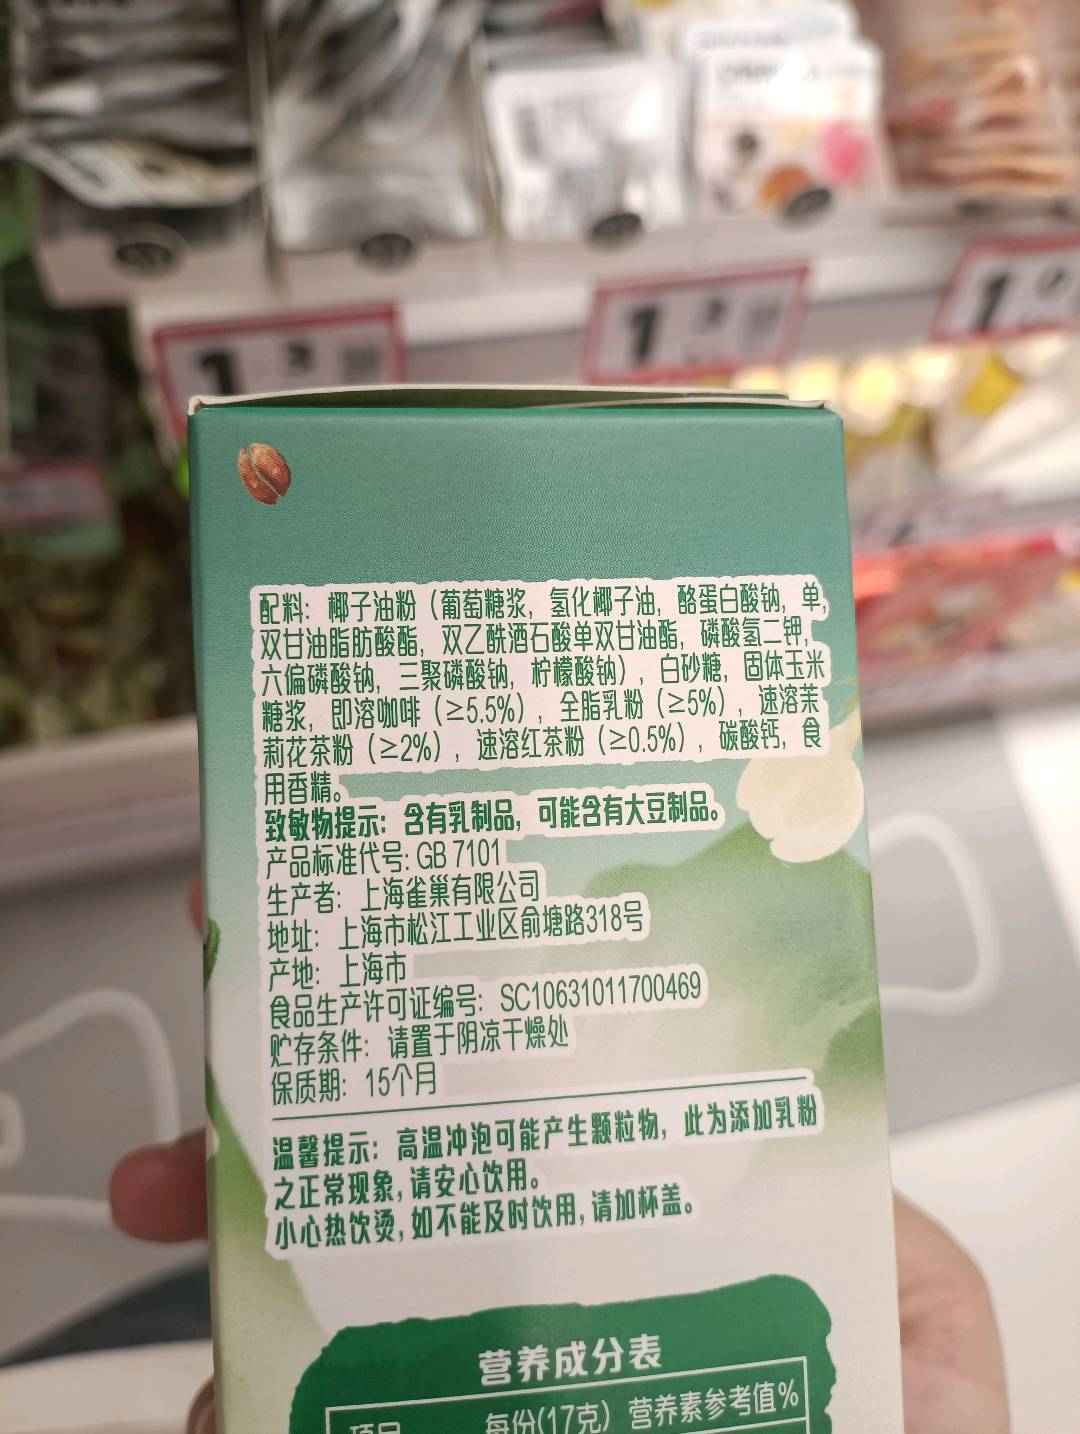 配料: 椰子油粉（葡萄糖浆, 氢化椰子油, 酪蛋白酸钠, 单,
双甘油脂肪酸酯, 双乙酰酒石酸单双甘油酯, 磷酸氢二钾,
六偏磷酸钠, 三聚磷酸钠, 柠檬酸钠）, 白砂糖, 固体玉米
糖浆, 即溶咖啡（≥5.5%）, 全脂乳粉（≥5%）, 速溶茉
莉花茶粉（≥2%）, 速溶红茶粉（≥0.5%）, 碳酸钙, 食
用香精。
致敏物提示: 含有乳制品, 可能含有大豆制品。
产品标准代号: GB 7101
生产者: 上海雀巢有限公司
地址: 上海市松江工业区俞塘路318号
产地: 上海市
食品生产许可证编号: SC10631011700469
贮存条件: 请置于阴凉干燥处
保质期: 15个月
温馨提示: 高温冲泡可能产生颗粒物, 此为添加乳粉
之正常现象, 请安心饮用。
小心热饮烫, 如不能及时饮用, 请加杯盖。
营养成分表
项目 每份(17克) 营养素参考值%